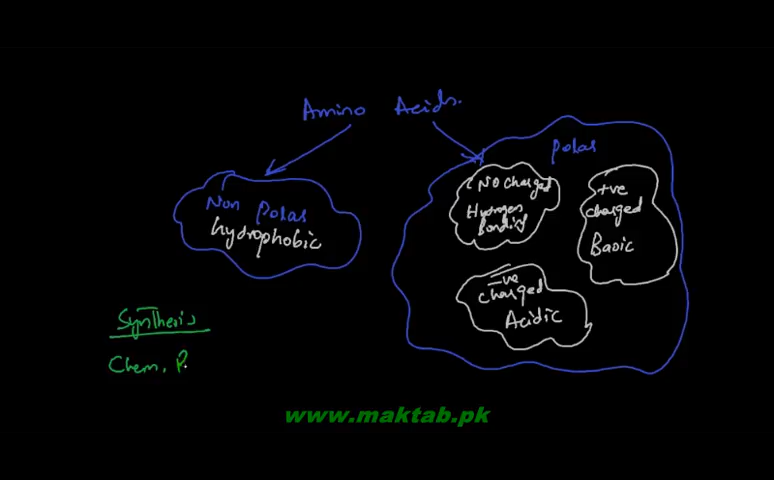 Amino Acids.
Non Polar
hydrophobic
Polar
No charged
Hydrogen
Bonding
+ve
charged
Basic
-ve
charged
Acidic
Synthesis
Chem. P
www.maktab.pk